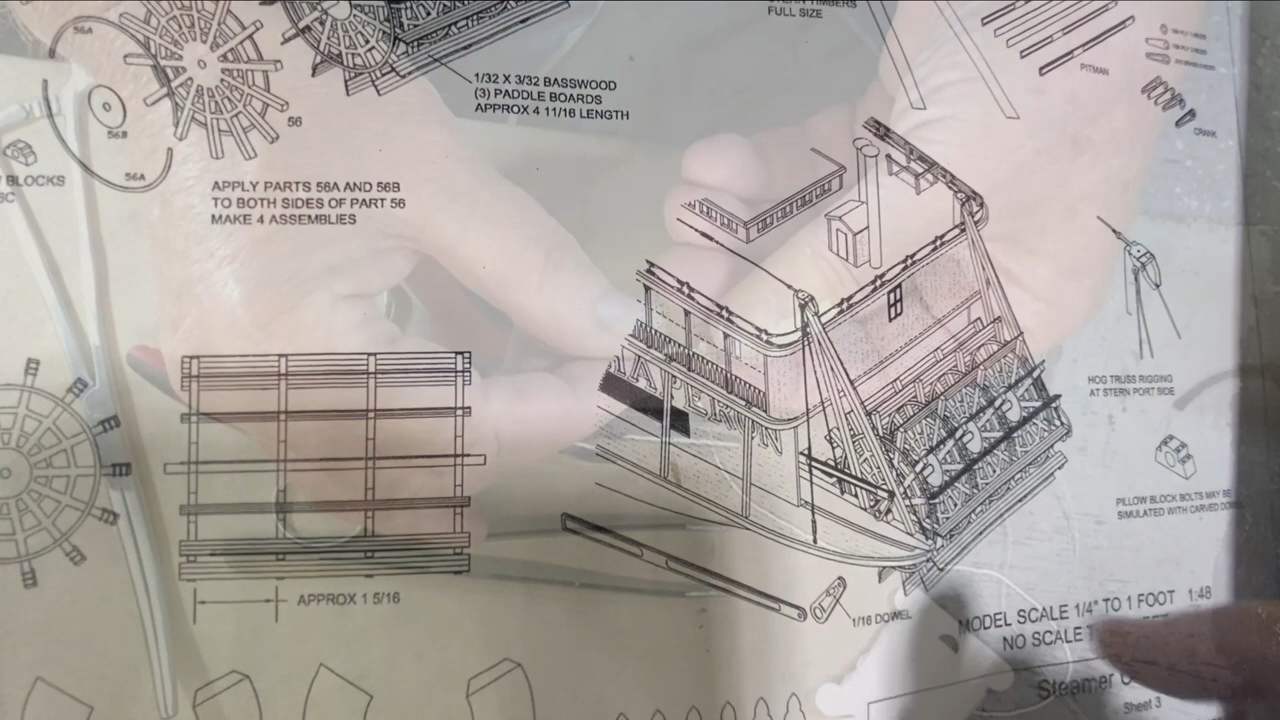 STERN TIMBERS
FULL SIZE
56A
1/32 X 3/32 BASSWOOD
(3) PADDLE BOARDS
APPROX 4 11/16 LENGTH
PITMAN
56
56B
CRANK
BLOCKS
56A
APPLY PARTS 56A AND 56B
TO BOTH SIDES OF PART 56
MAKE 4 ASSEMBLIES
HOG TRUSS RIGGING
AT STERN PORT SIDE
PILLOW BLOCK BOLTS MAY BE
SIMULATED WITH CARVED
APPROX 1 5/16
1/16 DOWEL
MODEL SCALE 1/4" TO 1 FOOT 1:48
NO SCALE
Steamer
Sheet 3